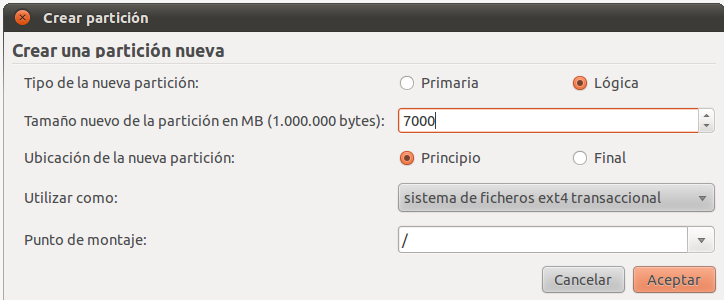 Crear partición
Crear una partición nueva
Tipo de la nueva partición: Primaria Lógica
Tamaño nuevo de la partición en MB (1.000.000 bytes): 7000
Ubicación de la nueva partición: Principio Final
Utilizar como: sistema de ficheros ext4 transaccional
Punto de montaje: /
Cancelar Aceptar